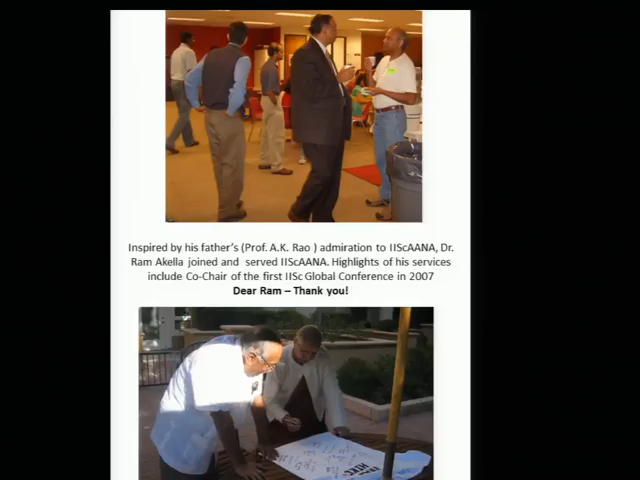 Inspired by his father's (Prof. A.K. Rao ) admiration to IIScAANA, Dr.
Ram Akella joined and served IIScAANA. Highlights of his services
include Co-Chair of the first IISc Global Conference in 2007
Dear Ram – Thank you!